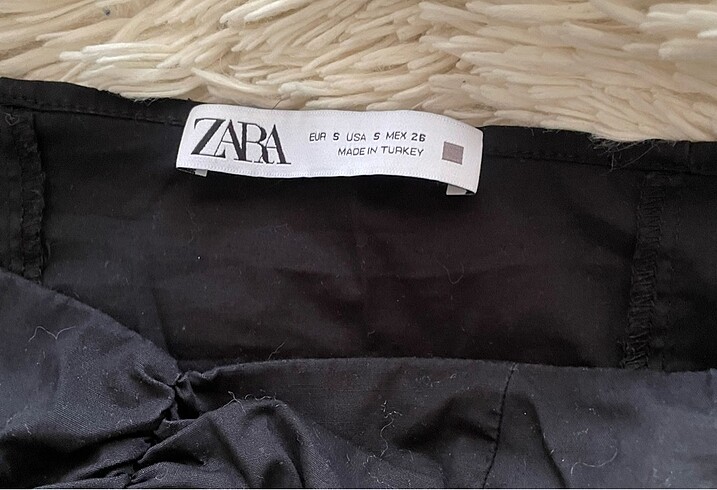 ZARA
EUR S USA S MEX 26
MADE IN TURKEY